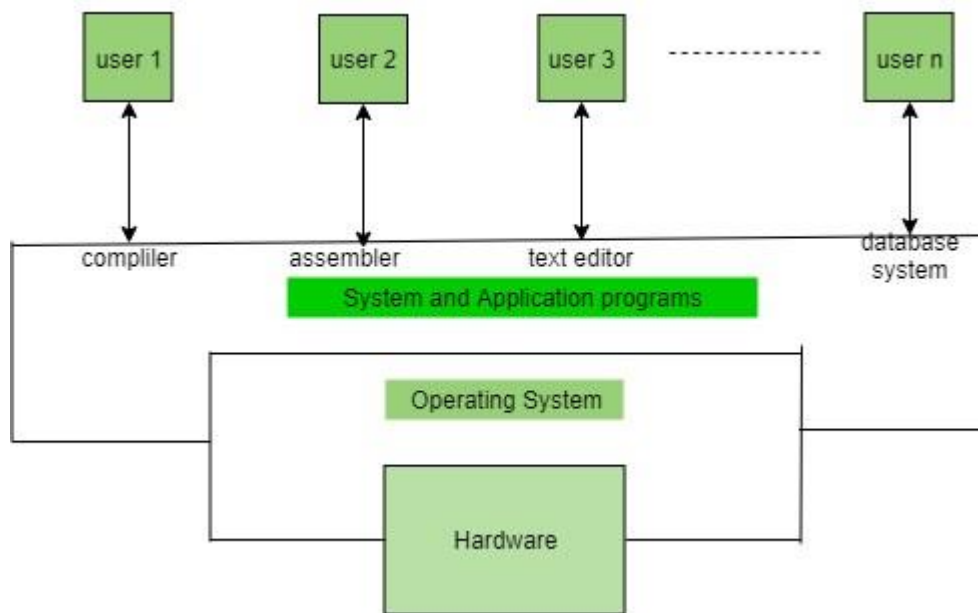 user 1
user 2
user 3
user n
compliler
assembler
text editor
database
system
System and Application programs
Operating System
Hardware